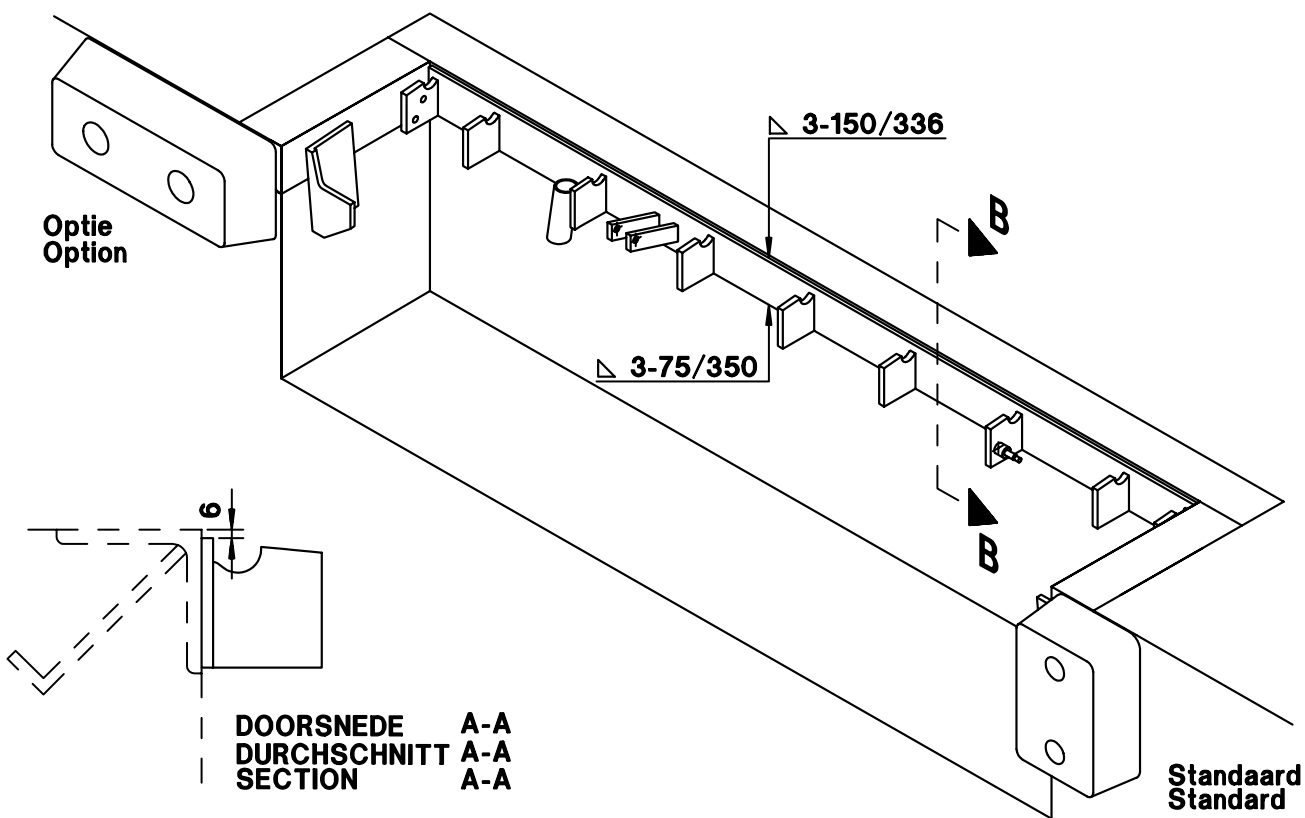 3-150/336
B
Optie
Option
3-75/350
6
B
DOORSNEDE A-A
DURCHSCHNITT A-A
SECTION A-A
Standaard
Standard